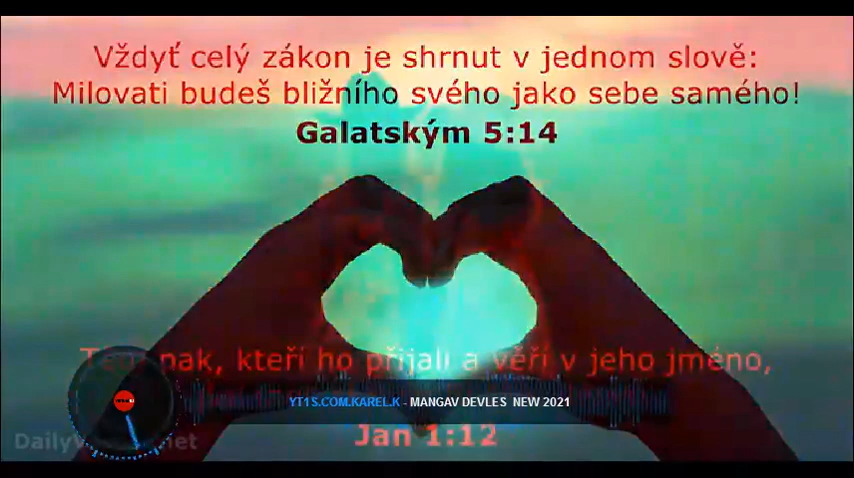 Vždyť celý zákon je shrnut v jednom slově:
Milovati budeš bližního svého jako sebe samého!
Galatským 5:14
pak, kteří ho přijali a věří v jeho jméno,
YT1S.COM.KAREL.K - MANGAV DEVLES NEW 2021
Jan 1:12